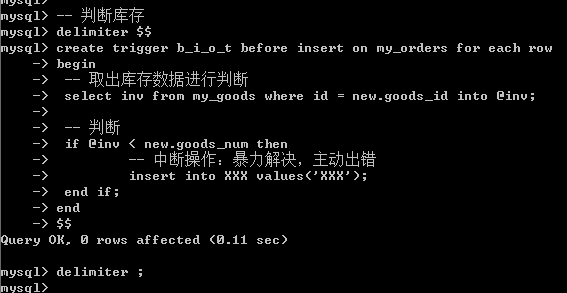 mysql>
mysql> -- 判断库存
mysql> delimiter $$
mysql> create trigger b_i_o_t before insert on my_orders for each row
    -> begin
    ->  -- 取出库存数据进行判断
    ->  select inv from my_goods where id = new.goods_id into @inv;
    ->
    ->  -- 判断
    ->  if @inv < new.goods_num then
    ->          -- 中断操作：暴力解决，主动出错
    ->          insert into XXX values('XXX');
    ->  end if;
    -> end
    -> $$
Query OK, 0 rows affected (0.11 sec)

mysql> delimiter ;
mysql>